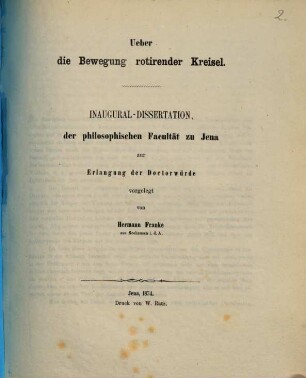 2.
Ueber
die Bewegung rotirender Kreisel.
INAUGURAL-DISSERTATION,
der philosophischen Facultät zu Jena
zur
Erlangung der Doctorwürde
vorgelegt
von
Hermann Franke
aus i. d. A.
Jena, 1874.
Druck von W. Ratz.